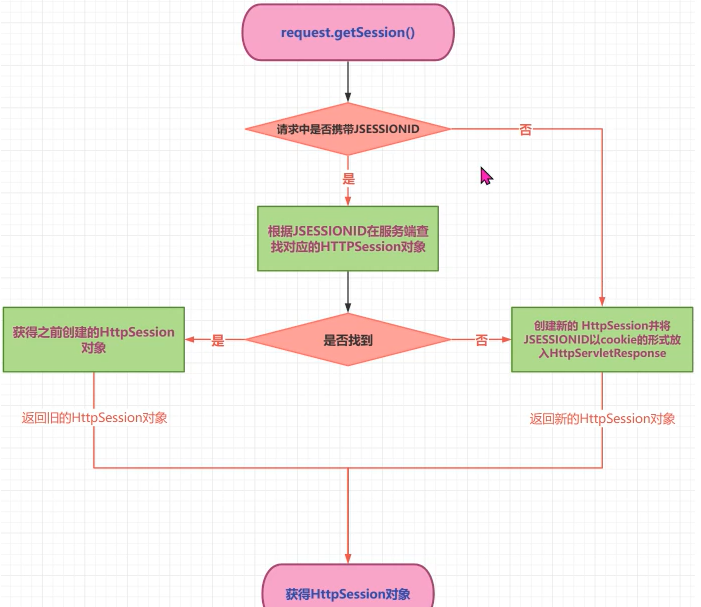 request.getSession()
请求中是否携带JSESSIONID
否
是
根据JSESSIONID在服务端查
找对应的HTTPSession对象
获得之前创建的HttpSession
对象
是
是否找到
否
创建新的 HttpSession并将
JSESSIONID以cookie的形式放
入HttpServletResponse
返回旧的HttpSession对象
返回新的HttpSession对象
获得HttpSession对象